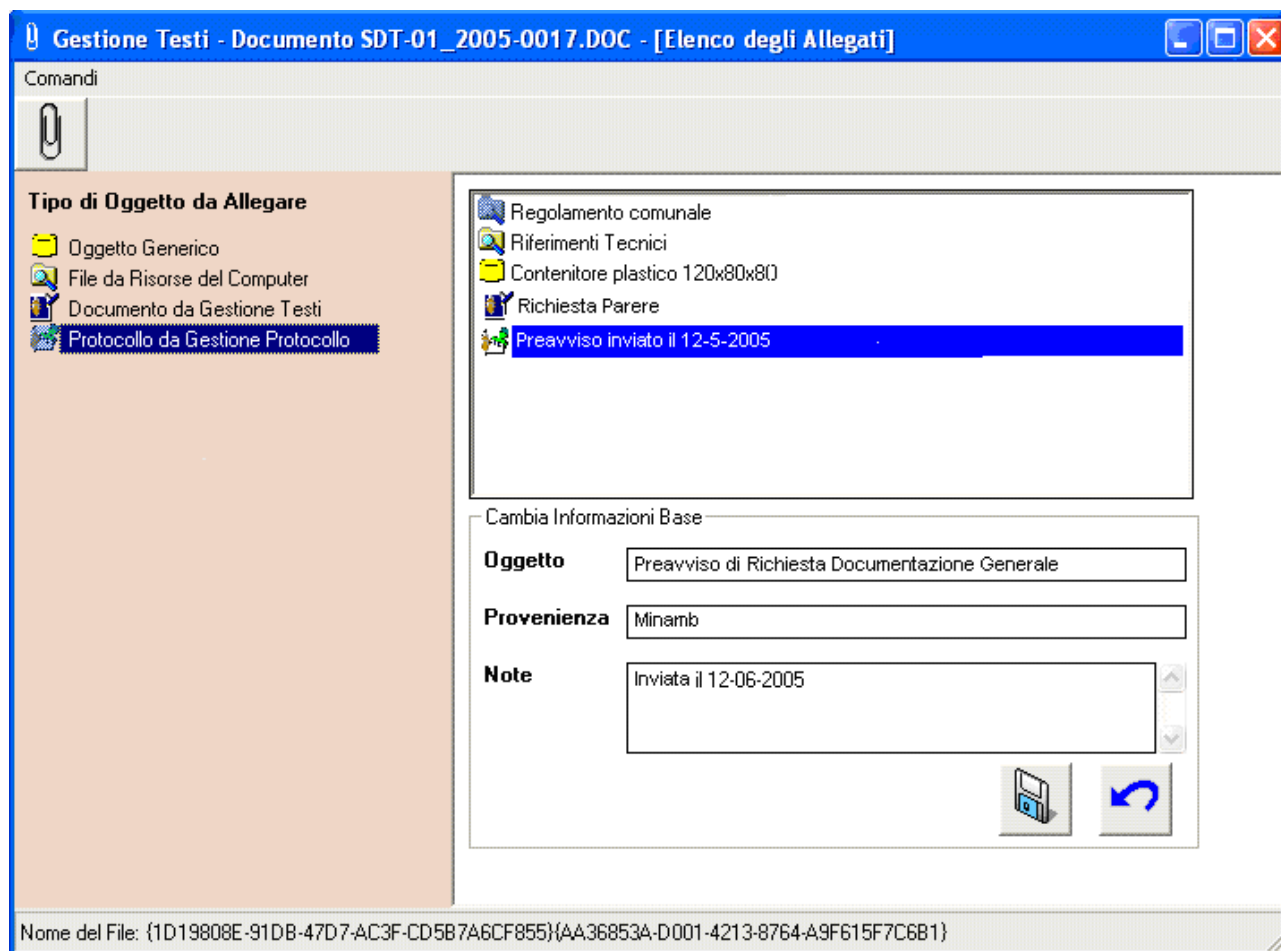 Gestione Testi - Documento SDT-01_2005-0017.DOC - [Elenco degli Allegati]
Comandi
Tipo di Oggetto da Allegare
Oggetto Generico
File da Risorse del Computer
Documento da Gestione Testi
Protocollo da Gestione Protocollo
Regolamento comunale
Riferimenti Tecnici
Contenitore plastico 120x80x80
Richiesta Parere
Preavviso inviato il 12-5-2005
Cambia Informazioni Base
Oggetto
Preavviso di Richiesta Documentazione Generale
Provenienza
Minamb
Note
Inviata il 12-06-2005
Nome del File: {1D19808E-91DB-47D7-AC3F-CD5B7A6CF855}{AA36853A-D001-4213-8764-A9F615F7C6B1}